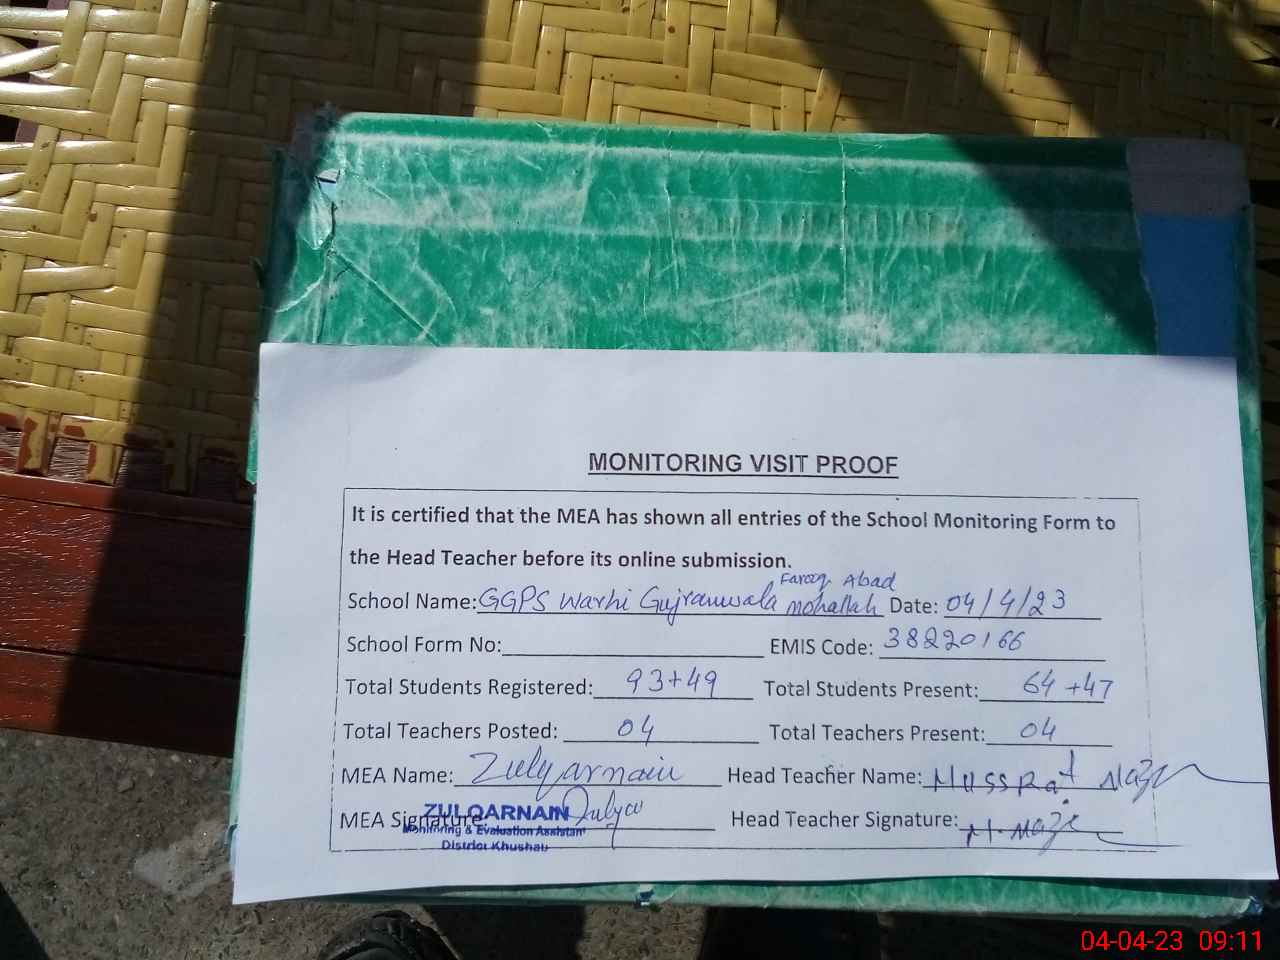 MONITORING VISIT PROOF
It is certified that the MEA has shown all entries of the School Monitoring Form to
the Head Teacher before its online submission.
Farooq Abad
School Name: GGPS Warhi Gujranwala Mohallah Date: 04/4/23
School Form No: EMIS Code: 38220166
Total Students Registered: 93+49 Total Students Present: 64+47
Total Teachers Posted: 04 Total Teachers Present: 04
MEA Name: Zulqarnain Head Teacher Name: Mussrat
MEA Signature: Head Teacher Signature:
ZULQARNAIN
Monitoring & Evaluation Assistant
District Khushab
04-04-23 09:11